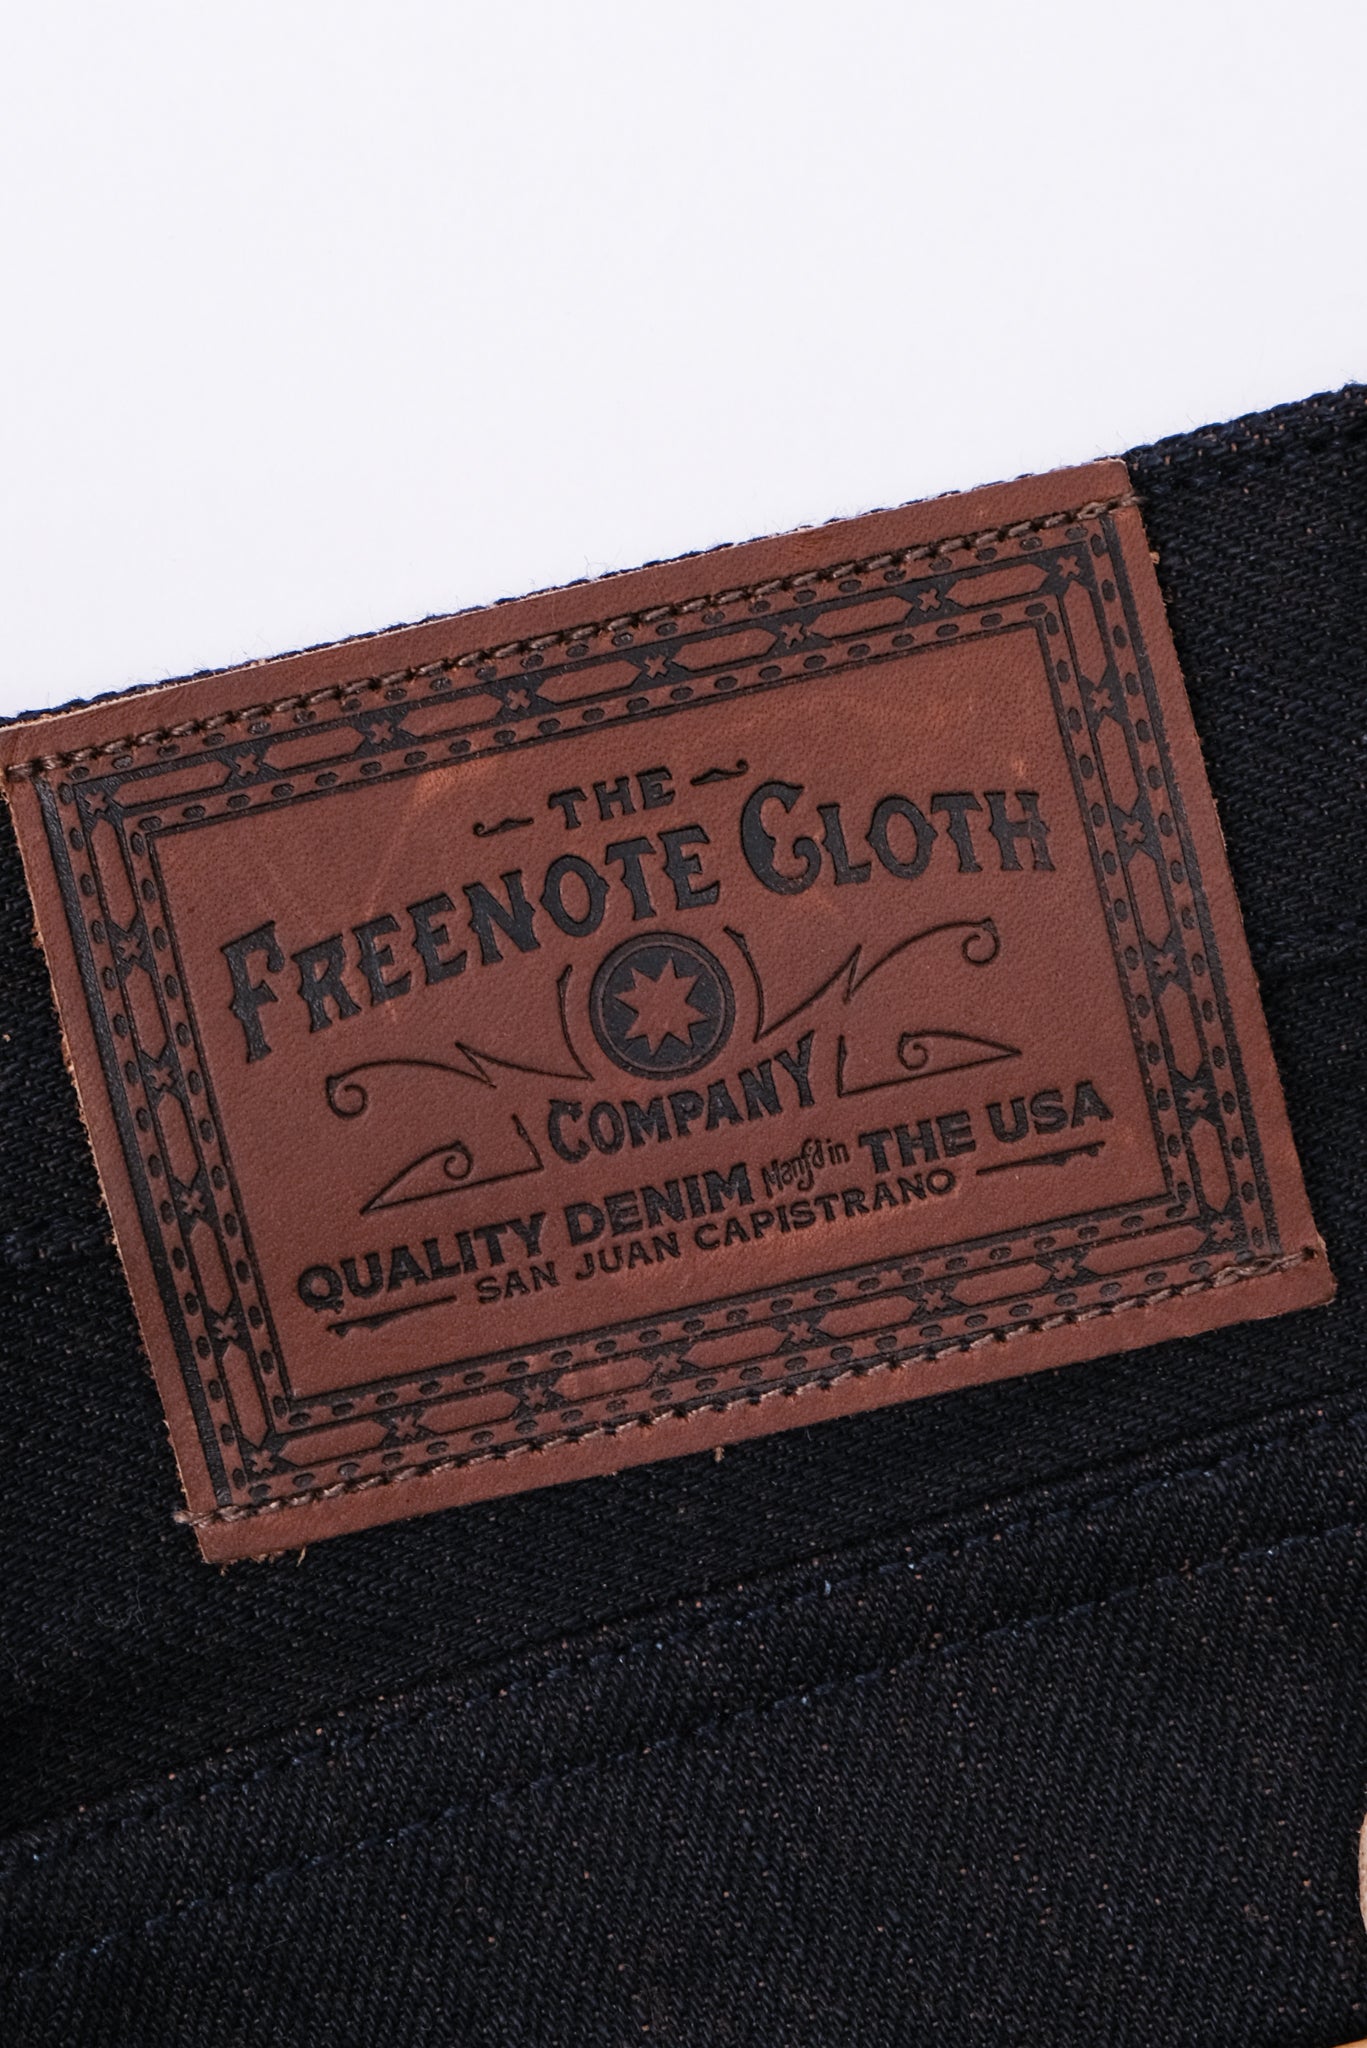 THE
FREENOTE CLOTH
COMPANY
QUALITY DENIM Manf'd in THE USA
SAN JUAN CAPISTRANO